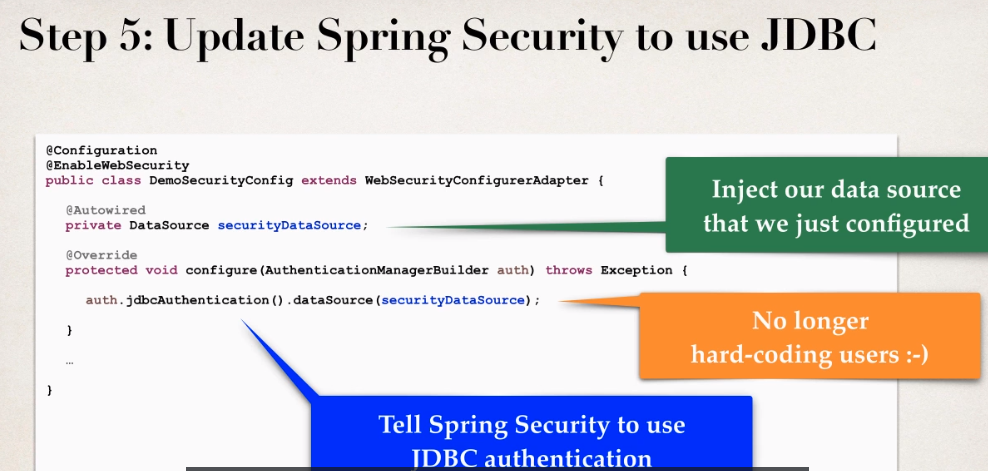 Step 5: Update Spring Security to use JDBC
@Configuration
@EnableWebSecurity
public class DemoSecurityConfig extends WebSecurityConfigurerAdapter {
@Autowired
private DataSource securityDataSource;
@Override
protected void configure(AuthenticationManagerBuilder auth) throws Exception {
auth.jdbcAuthentication().dataSource(securityDataSource);
}
…
}
Inject our data source
that we just configured
No longer
hard-coding users :-)
Tell Spring Security to use
JDBC authentication